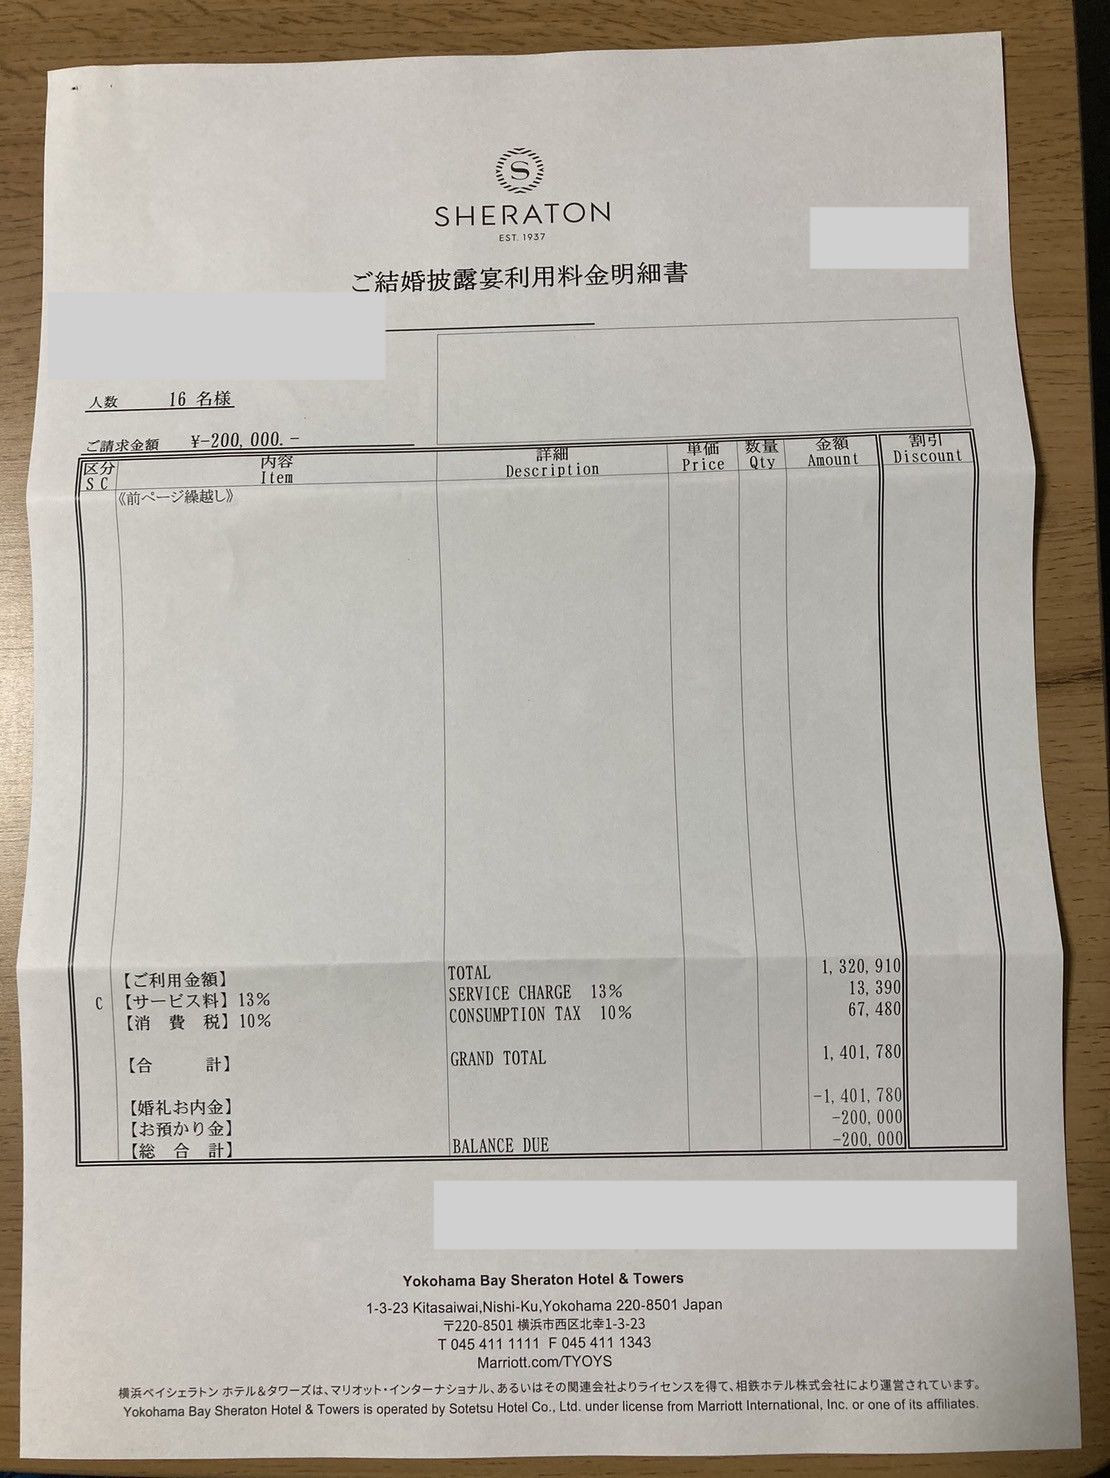 S
SHERATON
EST. 1937
ご結婚披露宴利用料金明細書
人数 16 名様
ご請求金額 ¥-200,000.-
区分 SC 内容 Item 詳細 Description 単価 Price 数量 Qty 金額 Amount 割引 Discount
《前ページ繰越し》
【ご利用金額】 TOTAL 1,320,910
C 【サービス料】13% SERVICE CHARGE 13% 13,390
【消 費 税】10% CONSUMPTION TAX 10% 67,480
【合 計】 GRAND TOTAL 1,401,780
【婚礼お内金】 -1,401,780
【お預かり金】 -200,000
【総 合 計】 BALANCE DUE -200,000
Yokohama Bay Sheraton Hotel & Towers
1-3-23 Kitasaiwai,Nishi-Ku,Yokohama 220-8501 Japan
〒220-8501 横浜市西区北幸1-3-23
T 045 411 1111 F 045 411 1343
Marriott.com/TYOYS
横浜ベイシェラトン ホテル&タワーズは、マリオット・インターナショナル、あるいはその関連会社よりライセンスを得て、相鉄ホテル株式会社により運営されています。
Yokohama Bay Sheraton Hotel & Towers is operated by Sotetsu Hotel Co., Ltd. under license from Marriott International, Inc. or one of its affiliates.